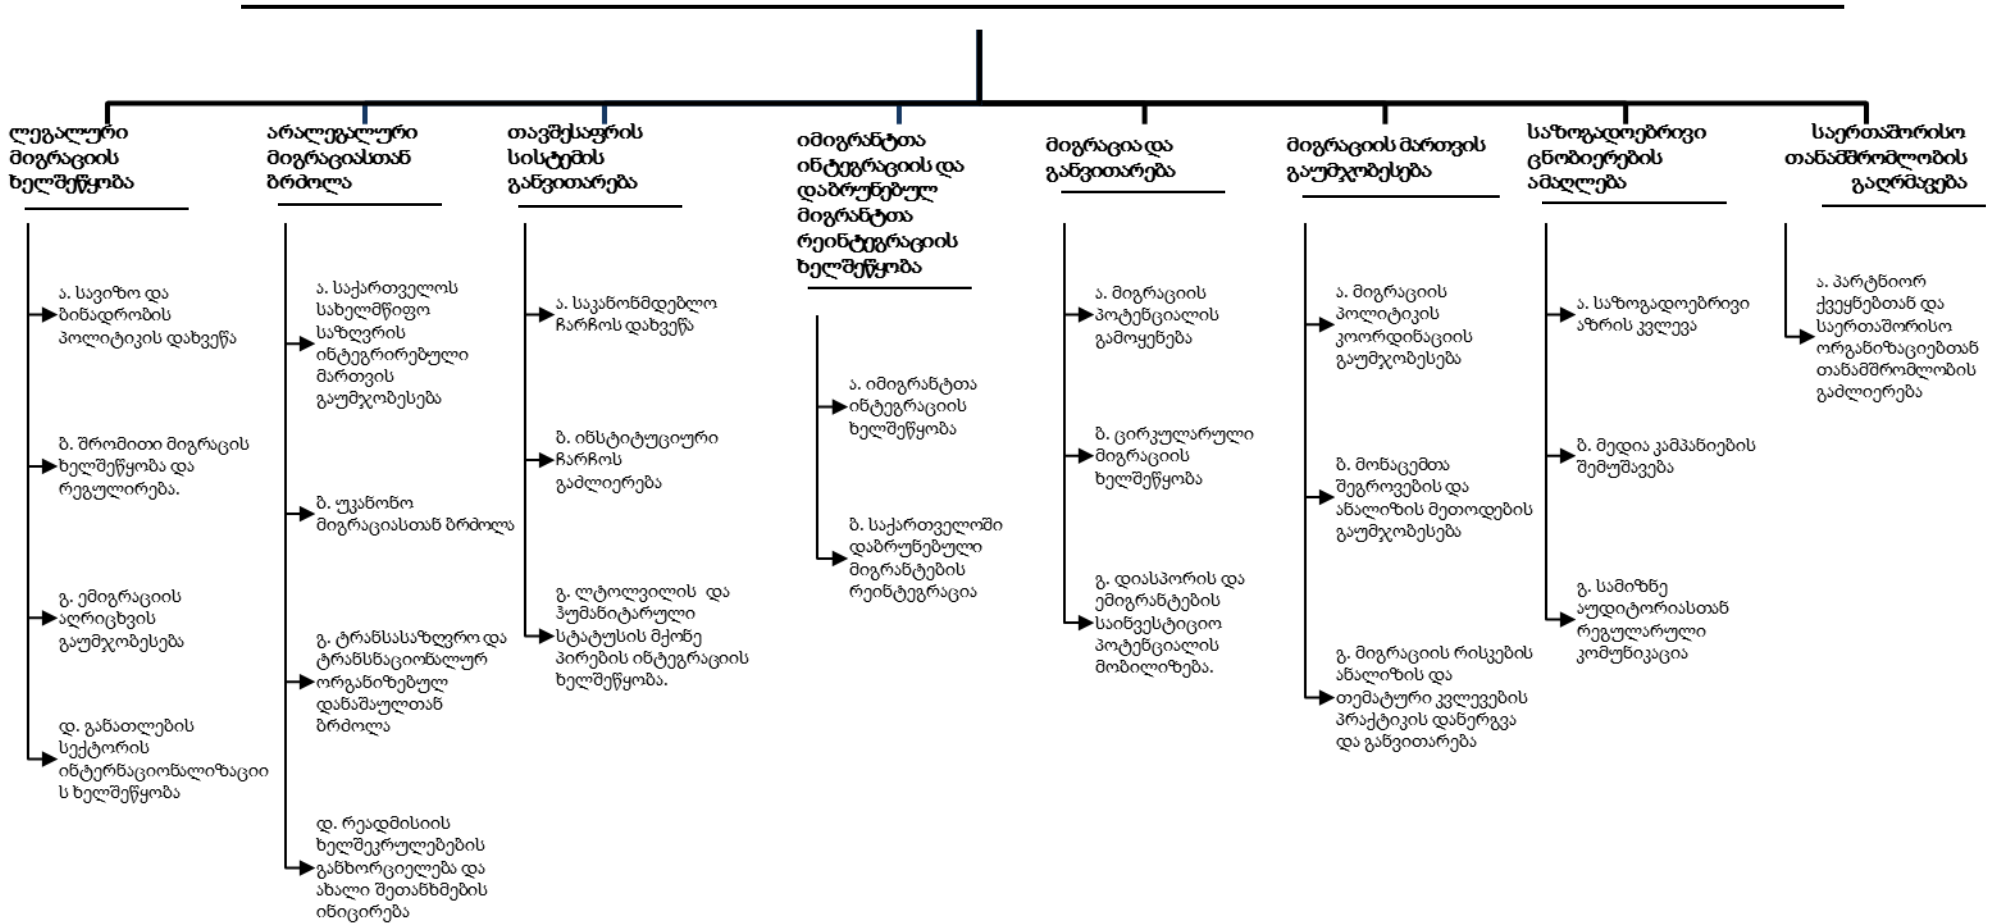 ლეგალური
მიგრაციის
ხელშეწყობა
ა. სავიზო და
ბინადრობის
პოლიტიკის დახვეწა
ბ. შრომითი მიგრაცის
ხელშეწყობა და
რეგულირება.
გ. ემიგრაციის
აღრიცხვის
გაუმჯობესება
დ. განათლების
სექტორის
ინტერნაციონალიზაციი
ს ხელშეწყობა
არალეგალური
მიგრაციასთან
ბრძოლა
ა. საქართველოს
სახელმწიფო
საზღვრის
ინტეგრირებული
მართვის
გაუმჯობესება
ბ. უკანონო
მიგრაციასთან ბრძოლა
გ. ტრანსასაზღვრო და
ტრანსნაციონალურ
ორგანიზებულ
დანაშაულთან
ბრძოლა
დ. რეადმისიის
ხელშეკრულებების
განხორციელება და
ახალი შეთანხმების
ინიცირება
თავშესაფრის
სისტემის
განვითარება
ა. საკანონმდებლო
ჩარჩოს დახვეწა
ბ. ინსტიტუციური
ჩარჩოს
გაძლიერება
გ. ლტოლვილის და
ჰუმანიტარული
სტატუსის მქონე
პირების ინტეგრაციის
ხელშეწყობა.
იმიგრანტთა
ინტეგრაციის და
დაბრუნებულ
მიგრანტთა
რეინტეგრაციის
ხელშეწყობა
ა. იმიგრანტთა
ინტეგრაციის
ხელშეწყობა
ბ. საქართველოში
დაბრუნებული
მიგრანტების
რეინტეგრაცია
მიგრაცია და
განვითარება
ა. მიგრაციის
პოტენციალის
გამოყენება
ბ. ცირკულარული
მიგრაციის
ხელშეწყობა
გ. დიასპორის და
ემიგრანტების
საინვესტიციო
პოტენციალის
მობილიზება.
მიგრაციის მართვის
გაუმჯობესება
ა. მიგრაციის
პოლიტიკის
კოორდინაციის
გაუმჯობესება
ბ. მონაცემთა
შეგროვების და
ანალიზის მეთოდების
გაუმჯობესება
გ. მიგრაციის რისკების
ანალიზის და
თემატური კვლევების
პრაქტიკის დანერგვა
და განვითარება
საზოგადოებრივი
ცნობიერების
ამაღლება
ა. საზოგადოებრივი
აზრის კვლევა
ბ. მედია კამპანიების
შემუშავება
გ. სამიზნე
აუდიტორიასთან
რეგულარული
კომუნიკაცია
საერთაშორისო
თანამშრომლობის
გაღრმავება
ა. პარტნიორ
ქვეყნებთან და
საერთაშორისო
ორგანიზაციებთან
თანამშრომლობის
გაძლიერება